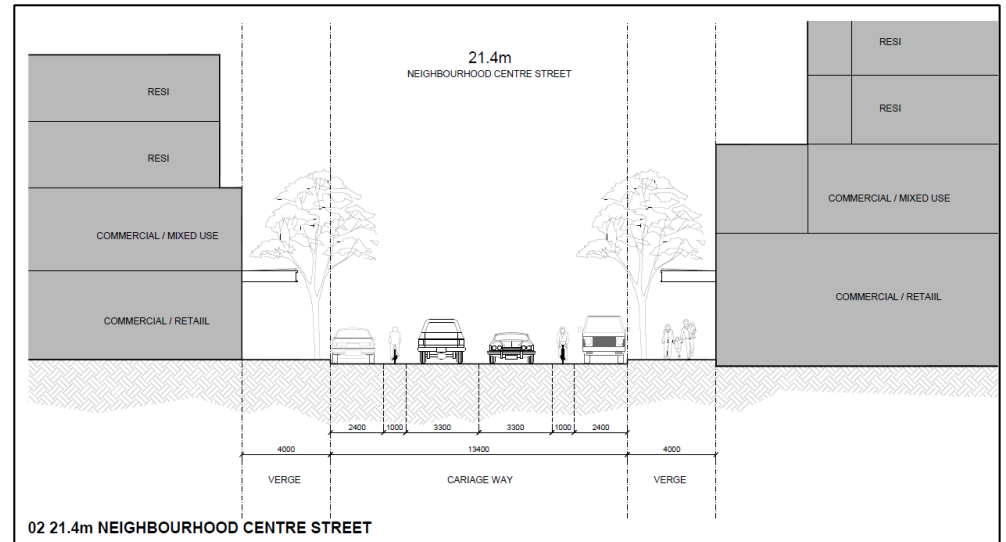 21.4m
NEIGHBOURHOOD CENTRE STREET
RESI
RESI
COMMERCIAL / MIXED USE
COMMERCIAL / RETAIIL
RESI
RESI
COMMERCIAL / MIXED USE
COMMERCIAL / RETAIIL
2400 1000 3300 3300 1000 2400
4000 13400 4000
VERGE CARIAGE WAY VERGE
02 21.4m NEIGHBOURHOOD CENTRE STREET